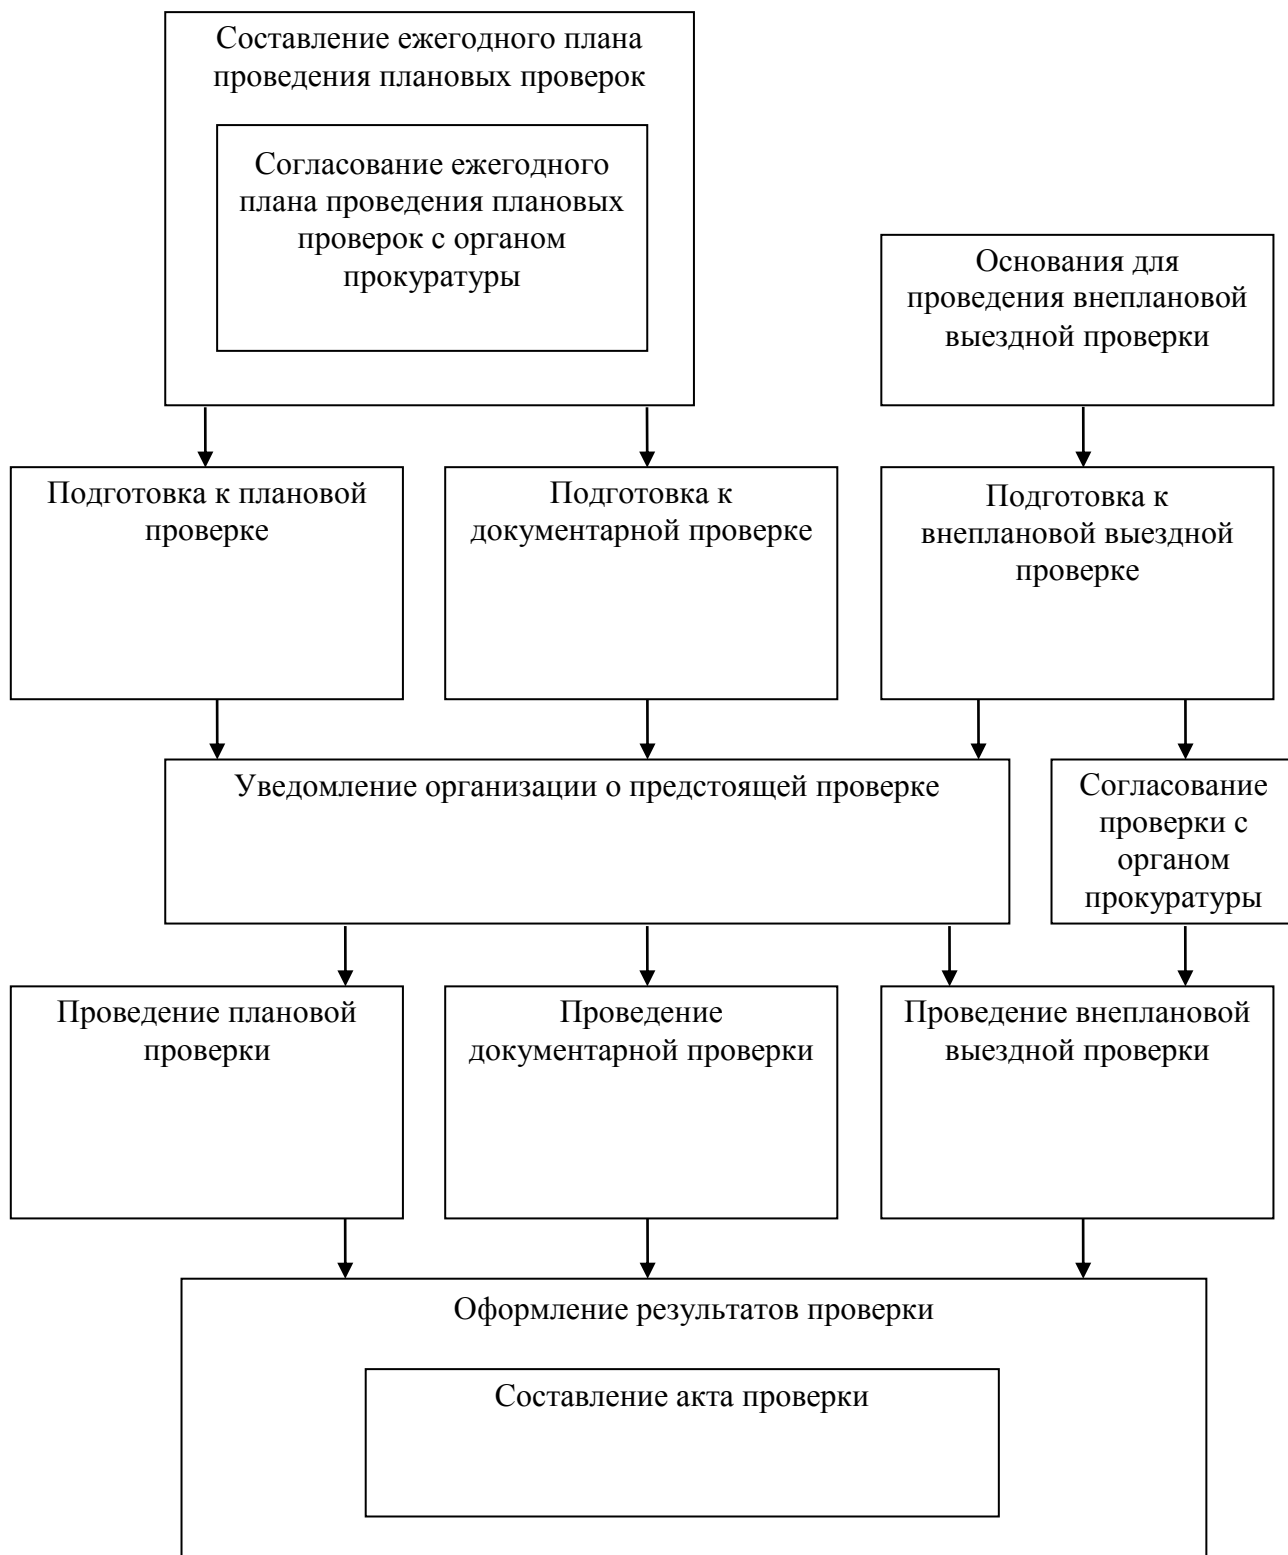 Составление ежегодного плана
проведения плановых проверок
Согласование ежегодного
плана проведения плановых
проверок с органом
прокуратуры
Основания для
проведения внеплановой
выездной проверки
Подготовка к плановой
проверке
Подготовка к
документарной проверке
Подготовка к
внеплановой выездной
проверке
Уведомление организации о предстоящей проверке
Согласование
проверки с
органом
прокуратуры
Проведение плановой
проверки
Проведение
документарной проверки
Проведение внеплановой
выездной проверки
Оформление результатов проверки
Составление акта проверки